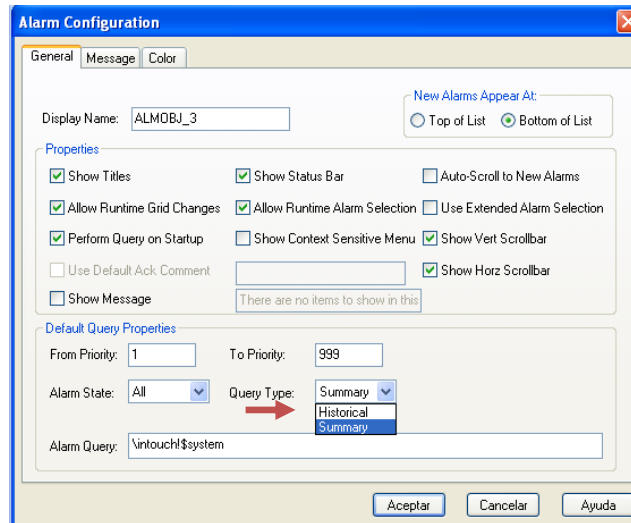 Alarm Configuration
General Message Color
New Alarms Appear At:
Display Name: ALMOBJ_3
Top of List Bottom of List
Properties
Show Titles Show Status Bar Auto-Scroll to New Alarms
Allow Runtime Grid Changes Allow Runtime Alarm Selection Use Extended Alarm Selection
Perform Query on Startup Show Context Sensitive Menu Show Vert Scrollbar
Use Default Ack Comment Show Horz Scrollbar
Show Message There are no items to show in this
Default Query Properties
From Priority: 1 To Priority: 999
Alarm State: All Query Type: Summary
Historical
Summary
Alarm Query: \intouch!$system
Aceptar Cancelar Ayuda